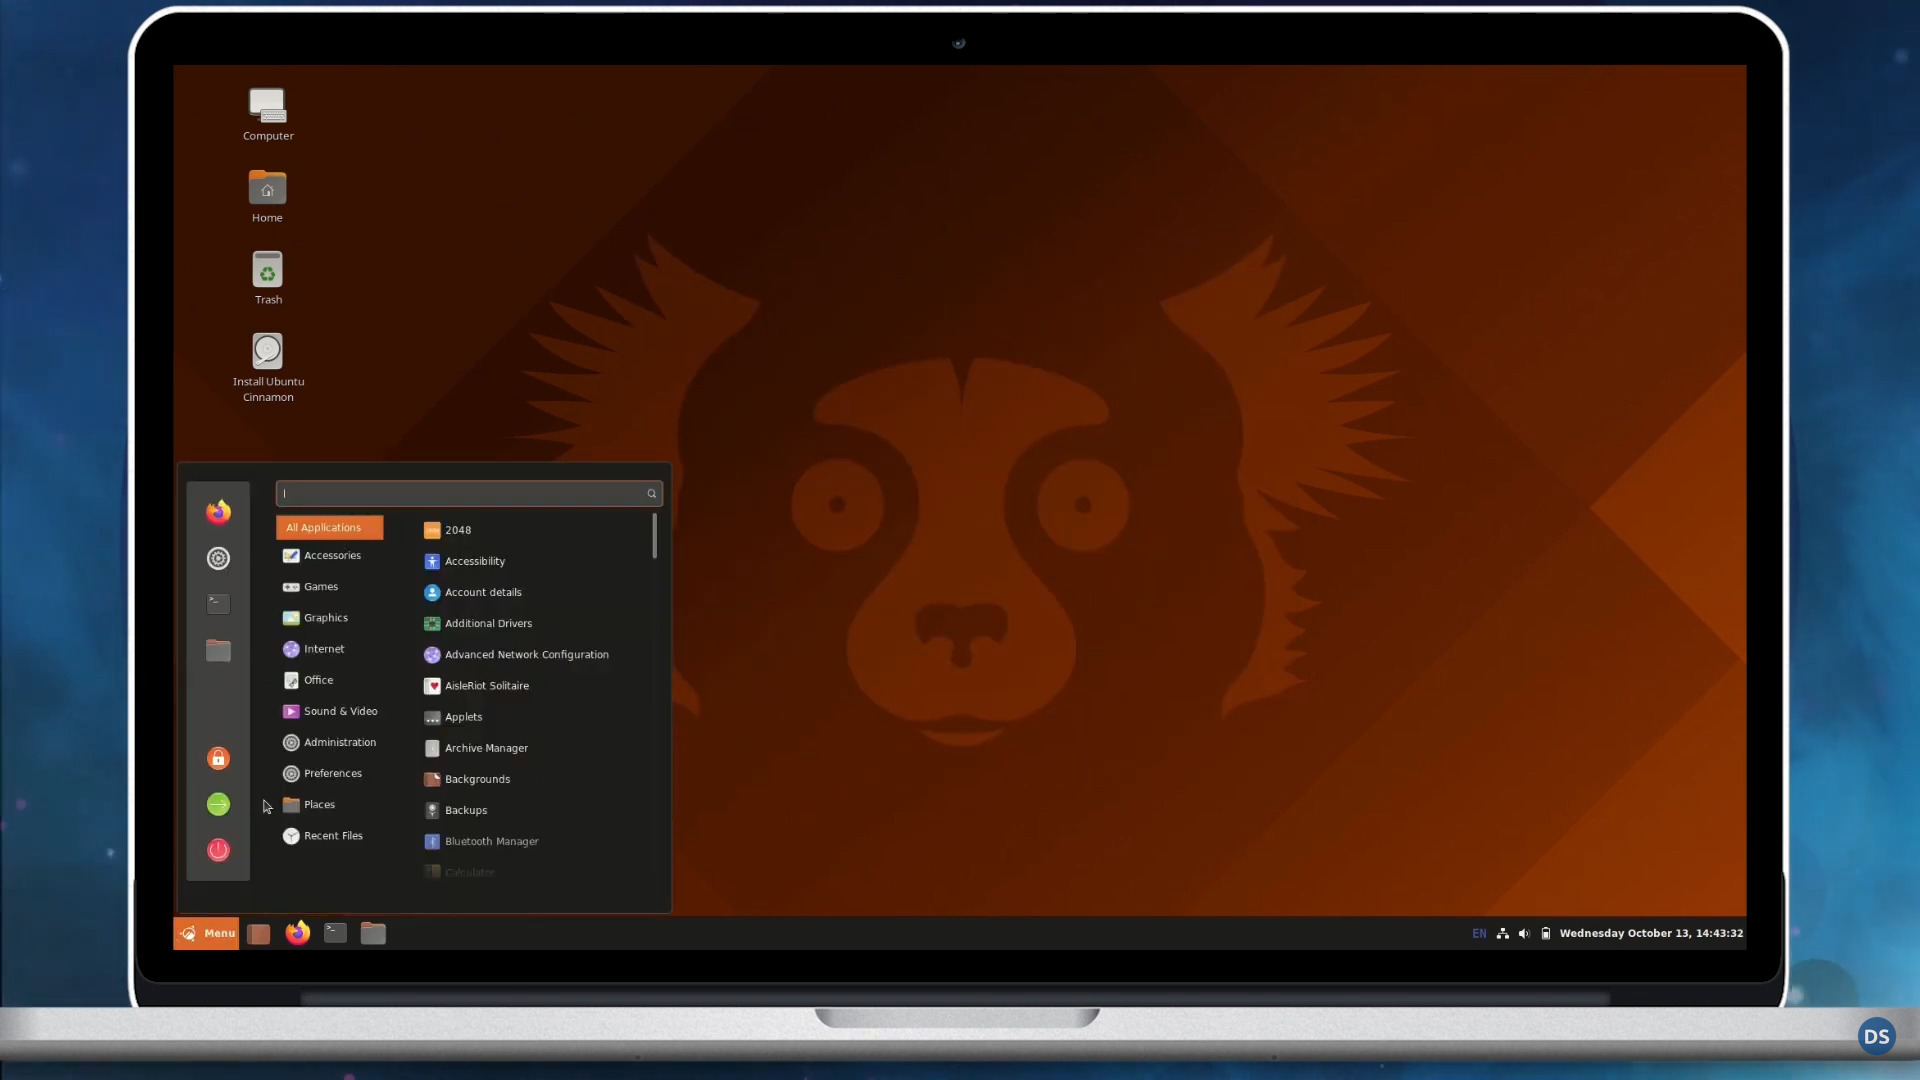 Computer
Home
Trash
Install Ubuntu
Cinnamon
All Applications
Accessories
Games
Graphics
Internet
Office
Sound & Video
Administration
Preferences
Places
Recent Files
2048
Accessibility
Account details
Additional Drivers
Advanced Network Configuration
AisleRiot Solitaire
Applets
Archive Manager
Backgrounds
Backups
Bluetooth Manager
Calculator
Menu
EN
Wednesday October 13, 14:43:32
DS